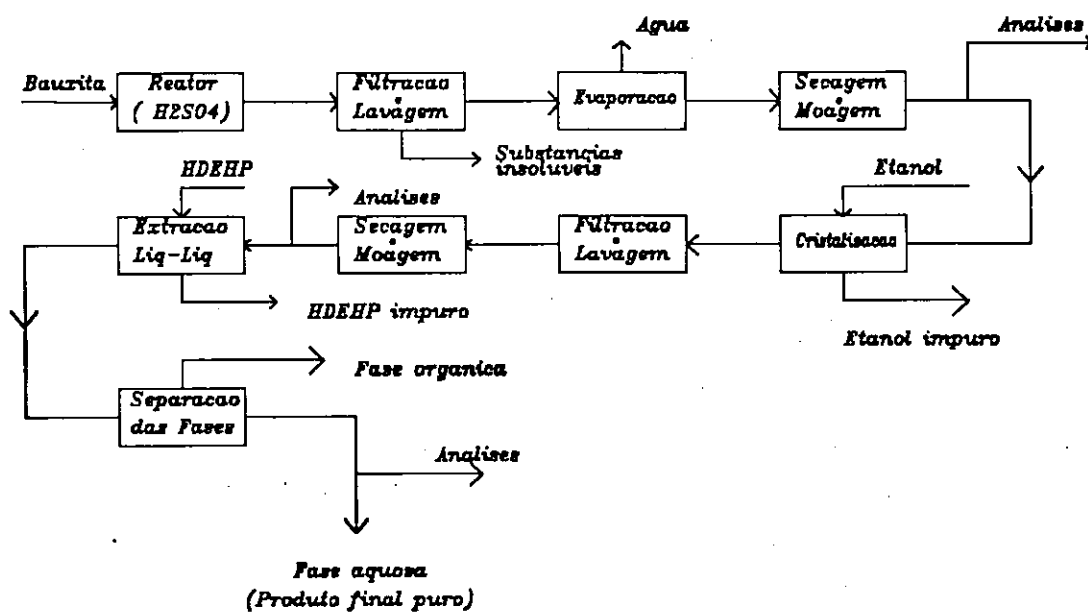 Agua
Analises
Bauxita
Reator
( H2SO4)
Filtracao
Lavagem
Evaporacao
Secagem
Moagem
Substancias
insoluveis
HDEHP
Analises
Etanol
Extracao
Liq-Liq
Secagem
Moagem
Filtracao
Lavagem
Cristalisacao
HDEHP impuro
Etanol impuro
Fase organica
Separacao
das Fases
Analises
Fase aquosa
(Produto final puro)